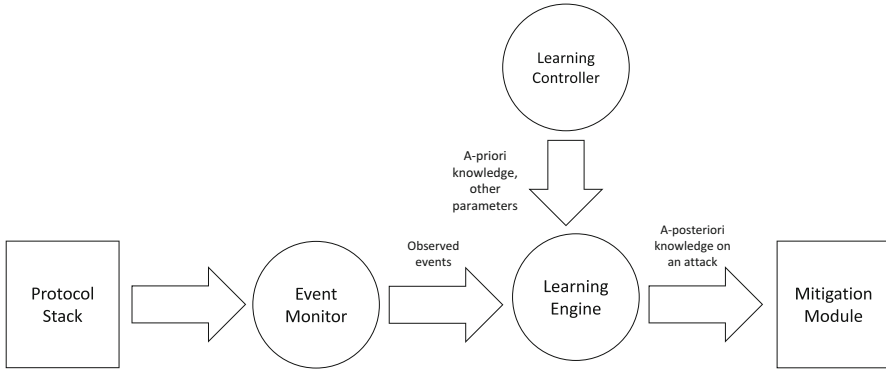 Learning
Controller
A-priori
knowledge,
other
parameters
Protocol
Stack
Event
Monitor
Observed
events
Learning
Engine
A-posteriori
knowledge on
an attack
Mitigation
Module